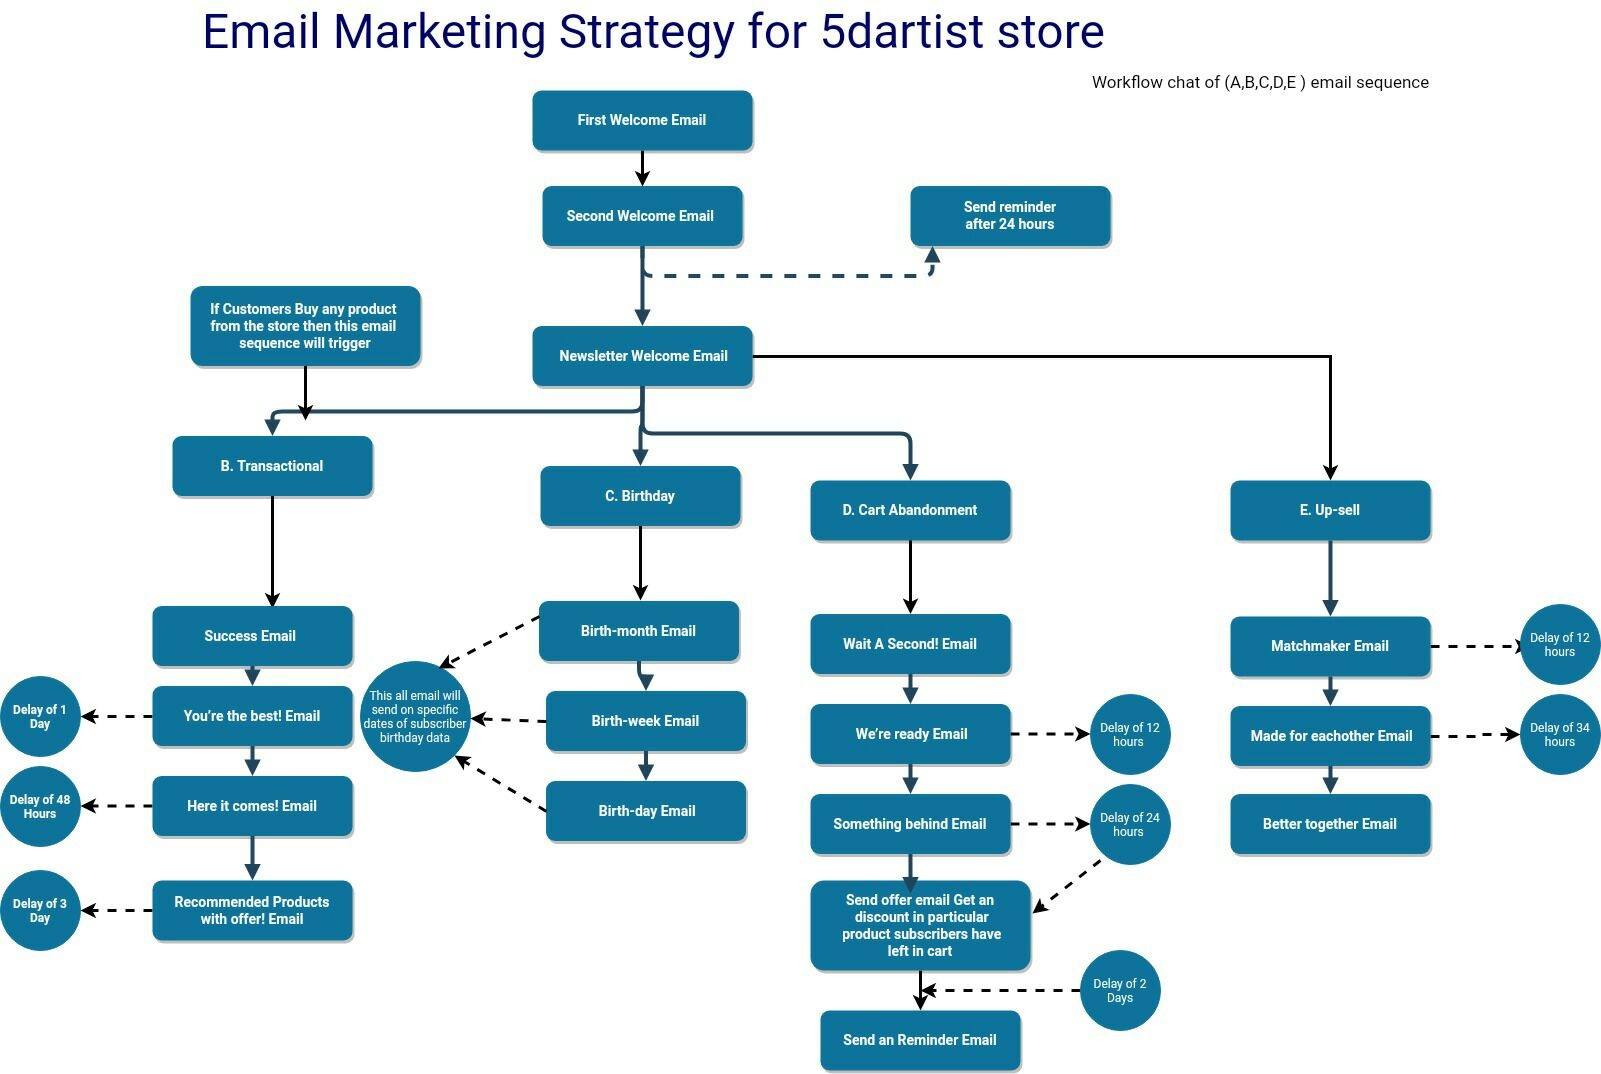 Email Marketing Strategy for 5dartist store
Workflow chat of (A,B,C,D,E ) email sequence
First Welcome Email
Second Welcome Email
Send reminder
after 24 hours
If Customers Buy any product
from the store then this email
sequence will trigger
Newsletter Welcome Email
B. Transactional
C. Birthday
D. Cart Abandonment
E. Up-sell
Success Email
You're the best! Email
Delay of 1
Day
Here it comes! Email
Delay of 48
Hours
Recommended Products
with offer! Email
Delay of 3
Day
Birth-month Email
This all email will
send on specific
dates of subscriber
birthday data
Birth-week Email
Birth-day Email
Wait A Second! Email
We're ready Email
Delay of 12
hours
Something behind Email
Delay of 24
hours
Send offer email Get an
discount in particular
product subscribers have
left in cart
Delay of 2
Days
Send an Reminder Email
Matchmaker Email
Delay of 12
hours
Made for eachother Email
Delay of 34
hours
Better together Email